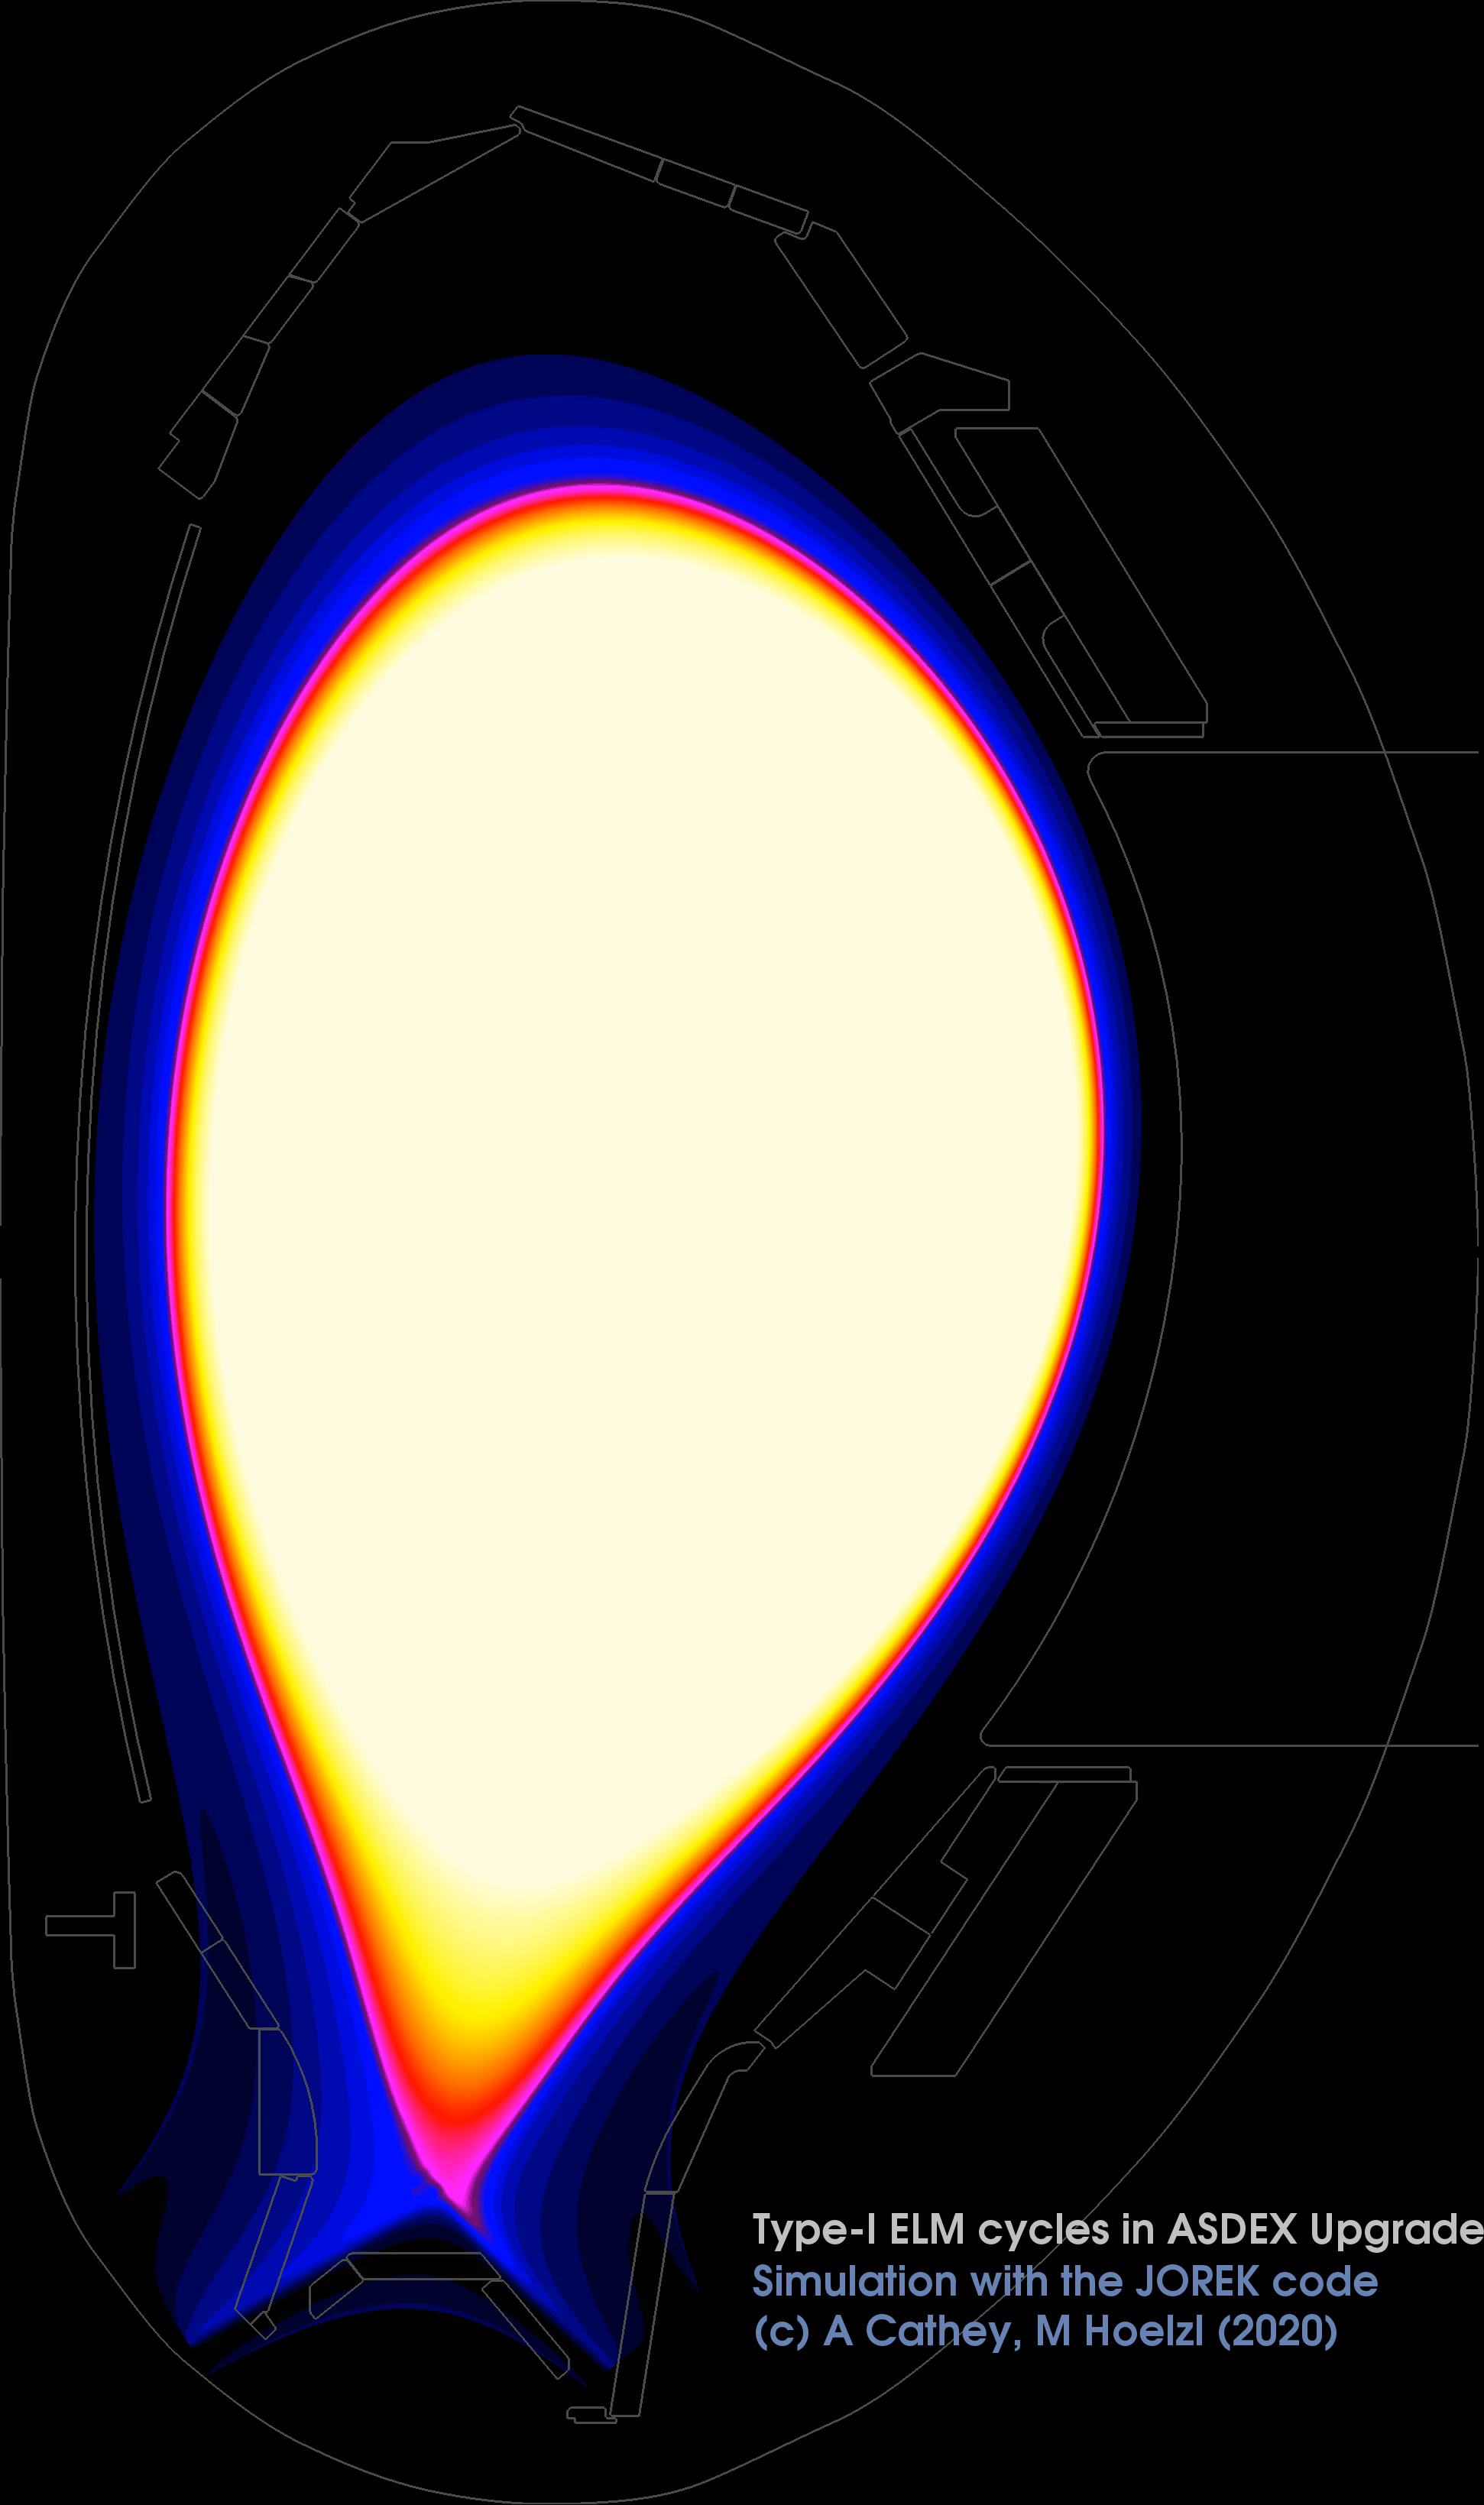 Type-I ELM cycles in ASDEX Upgrade
Simulation with the JOREK code
(c) A Cathey, M Hoelzl (2020)